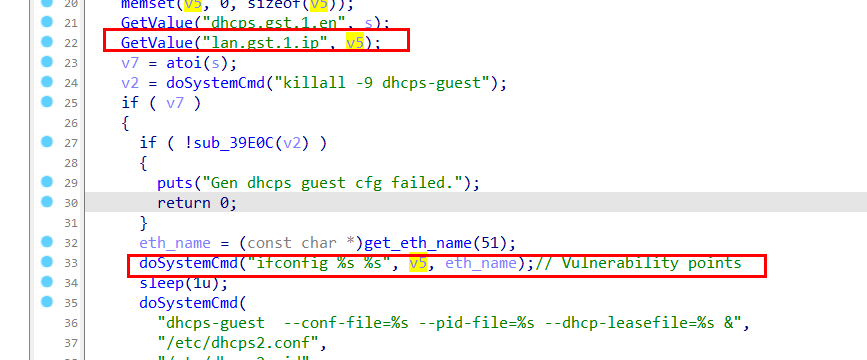 20 memset(v5, 0, sizeof(v5));
21 GetValue("dhcps.gst.1.en", s);
22 GetValue("lan.gst.1.ip", v5);
23 v7 = atoi(s);
24 v2 = doSystemCmd("killall -9 dhcps-guest");
25 if ( v7 )
26 {
27 if ( !sub_39E0C(v2) )
28 {
29 puts("Gen dhcps guest cfg failed.");
30 return 0;
31 }
32 eth_name = (const char *)get_eth_name(51);
33 doSystemCmd("ifconfig %s %s", v5, eth_name);// Vulnerability points
34 sleep(1u);
35 doSystemCmd(
36 "dhcps-guest  --conf-file=%s --pid-file=%s --dhcp-leasefile=%s &",
37 "/etc/dhcps2.conf",